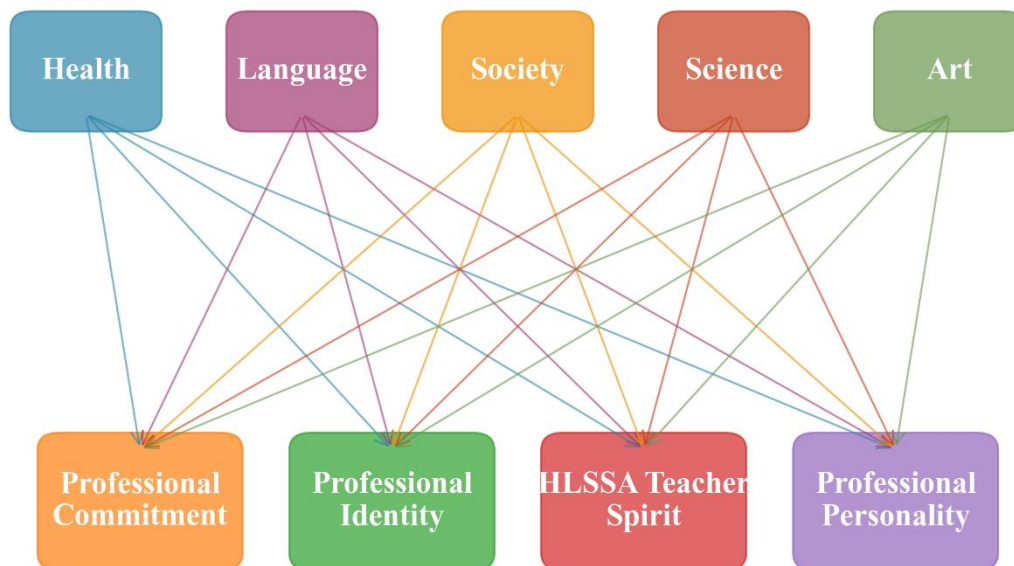 Health
Language
Society
Science
Art
Professional
Commitment
Professional
Identity
HLSSA Teacher
Spirit
Professional
Personality